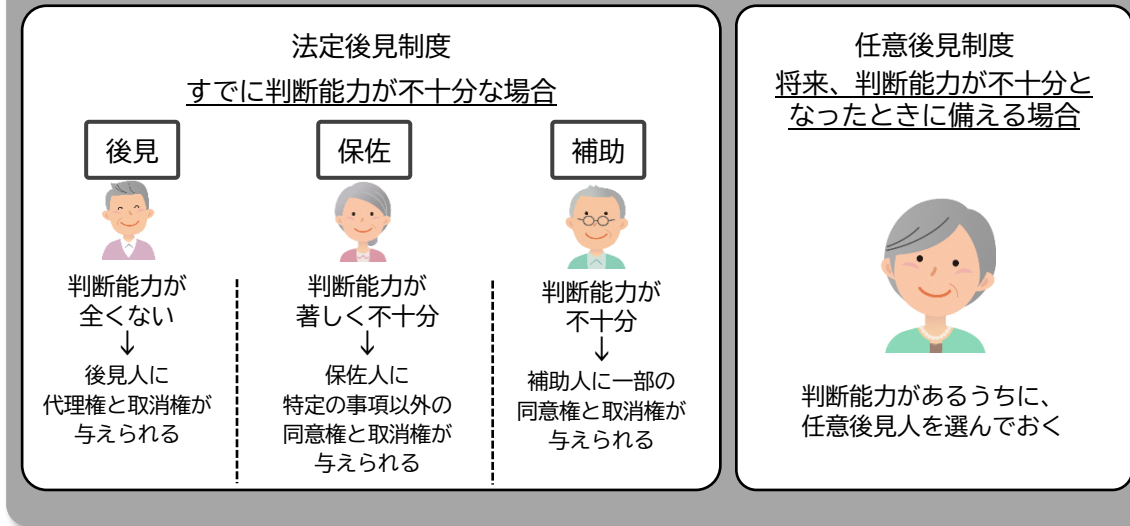 法定後見制度
すでに判断能力が不十分な場合
後見
判断能力が
全くない
↓
後見人に
代理権と取消権が
与えられる
保佐
判断能力が
著しく不十分
↓
保佐人に
特定の事項以外の
同意権と取消権が
与えられる
補助
判断能力が
不十分
↓
補助人に一部の
同意権と取消権が
与えられる
任意後見制度
将来、判断能力が不十分と
なったときに備える場合
判断能力があるうちに、
任意後見人を選んでおく